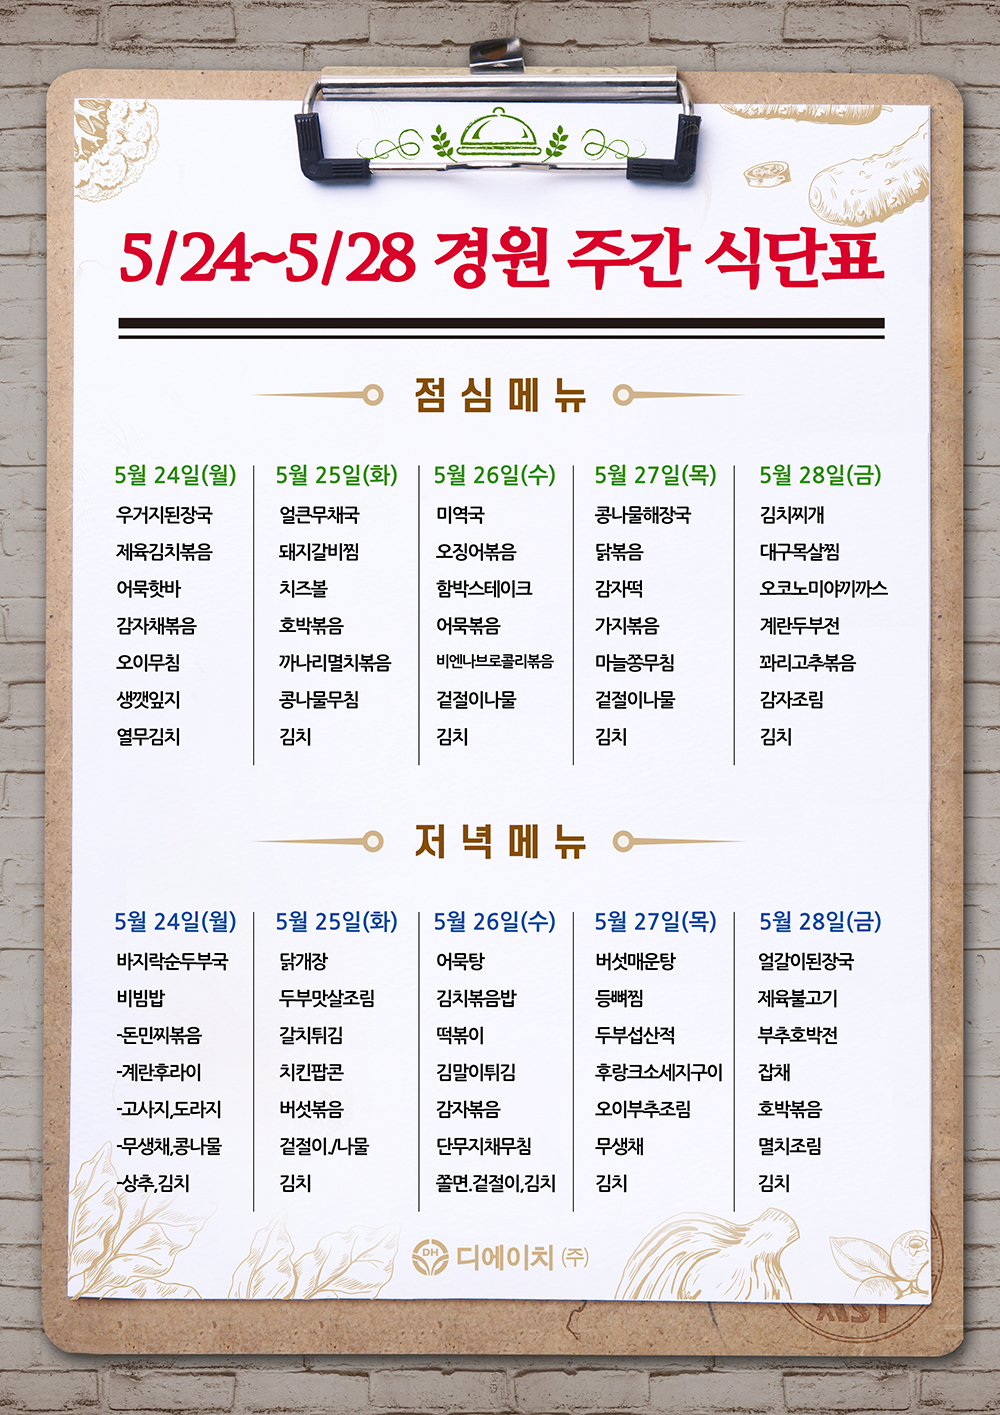 5/24~5/28 경원 주간 식단표
점심메뉴
5월 24일(월)
우거지된장국
제육김치볶음
어묵핫바
감자채볶음
오이무침
생깻잎지
열무김치
5월 25일(화)
얼큰무채국
돼지갈비찜
치즈볼
호박볶음
까나리멸치볶음
콩나물무침
김치
5월 26일(수)
미역국
오징어볶음
함박스테이크
어묵볶음
비엔나브로콜리볶음
겉절이나물
김치
5월 27일(목)
콩나물해장국
닭볶음
감자떡
가지볶음
마늘쫑무침
겉절이나물
김치
5월 28일(금)
김치찌개
대구목살찜
오코노미야끼까스
계란두부전
꽈리고추볶음
감자조림
김치
저녁메뉴
5월 24일(월)
바지락순두부국
비빔밥
-돈민찌볶음
-계란후라이
-고사지,도라지
-무생채,콩나물
-상추,김치
5월 25일(화)
닭개장
두부맛살조림
갈치튀김
치킨팝콘
버섯볶음
겉절이./나물
김치
5월 26일(수)
어묵탕
김치볶음밥
떡볶이
김말이튀김
감자볶음
단무지채무침
쫄면.겉절이,김치
5월 27일(목)
버섯매운탕
등뼈찜
두부섭산적
후랑크소세지구이
오이부추조림
무생채
김치
5월 28일(금)
얼갈이된장국
제육불고기
부추호박전
잡채
호박볶음
멸치조림
김치
DH 디에이치(주)